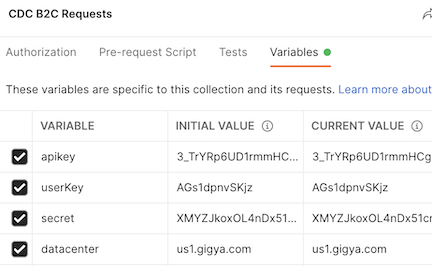 CDC B2C Requests
Authorization Pre-request Script Tests Variables
These variables are specific to this collection and its requests. Learn more about
VARIABLE INITIAL VALUE CURRENT VALUE
apikey 3_TrYRp6UD1rmmHC... 3_TrYRp6UD1rmmHCg
userKey AGs1dpnvSKjz AGs1dpnvSKjz
secret XMYZJkoxOL4nDx51... XMYZJkoxOL4nDx51cr
datacenter us1.gigya.com us1.gigya.com